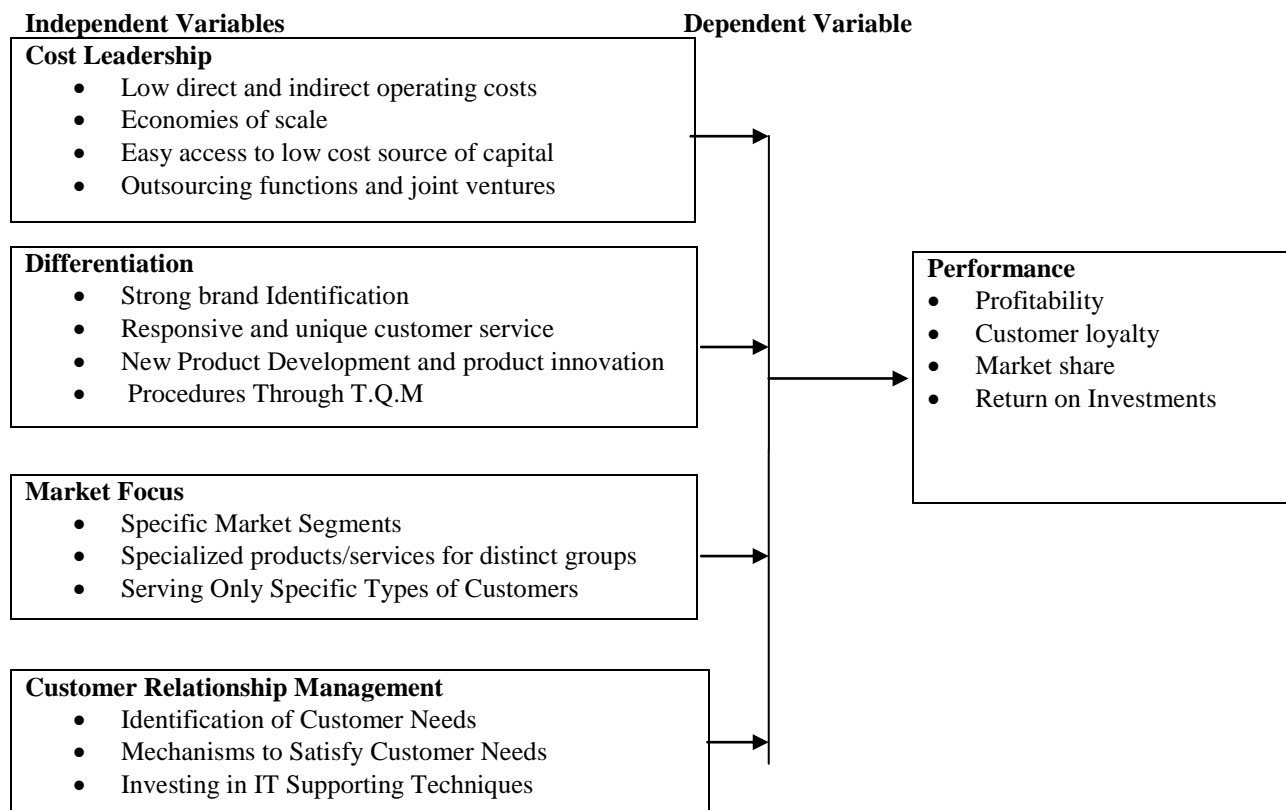 Independent Variables
Dependent Variable
Cost Leadership
• Low direct and indirect operating costs
• Economies of scale
• Easy access to low cost source of capital
• Outsourcing functions and joint ventures
Differentiation
• Strong brand Identification
• Responsive and unique customer service
• New Product Development and product innovation
• Procedures Through T.Q.M
Market Focus
• Specific Market Segments
• Specialized products/services for distinct groups
• Serving Only Specific Types of Customers
Customer Relationship Management
• Identification of Customer Needs
• Mechanisms to Satisfy Customer Needs
• Investing in IT Supporting Techniques
Performance
• Profitability
• Customer loyalty
• Market share
• Return on Investments